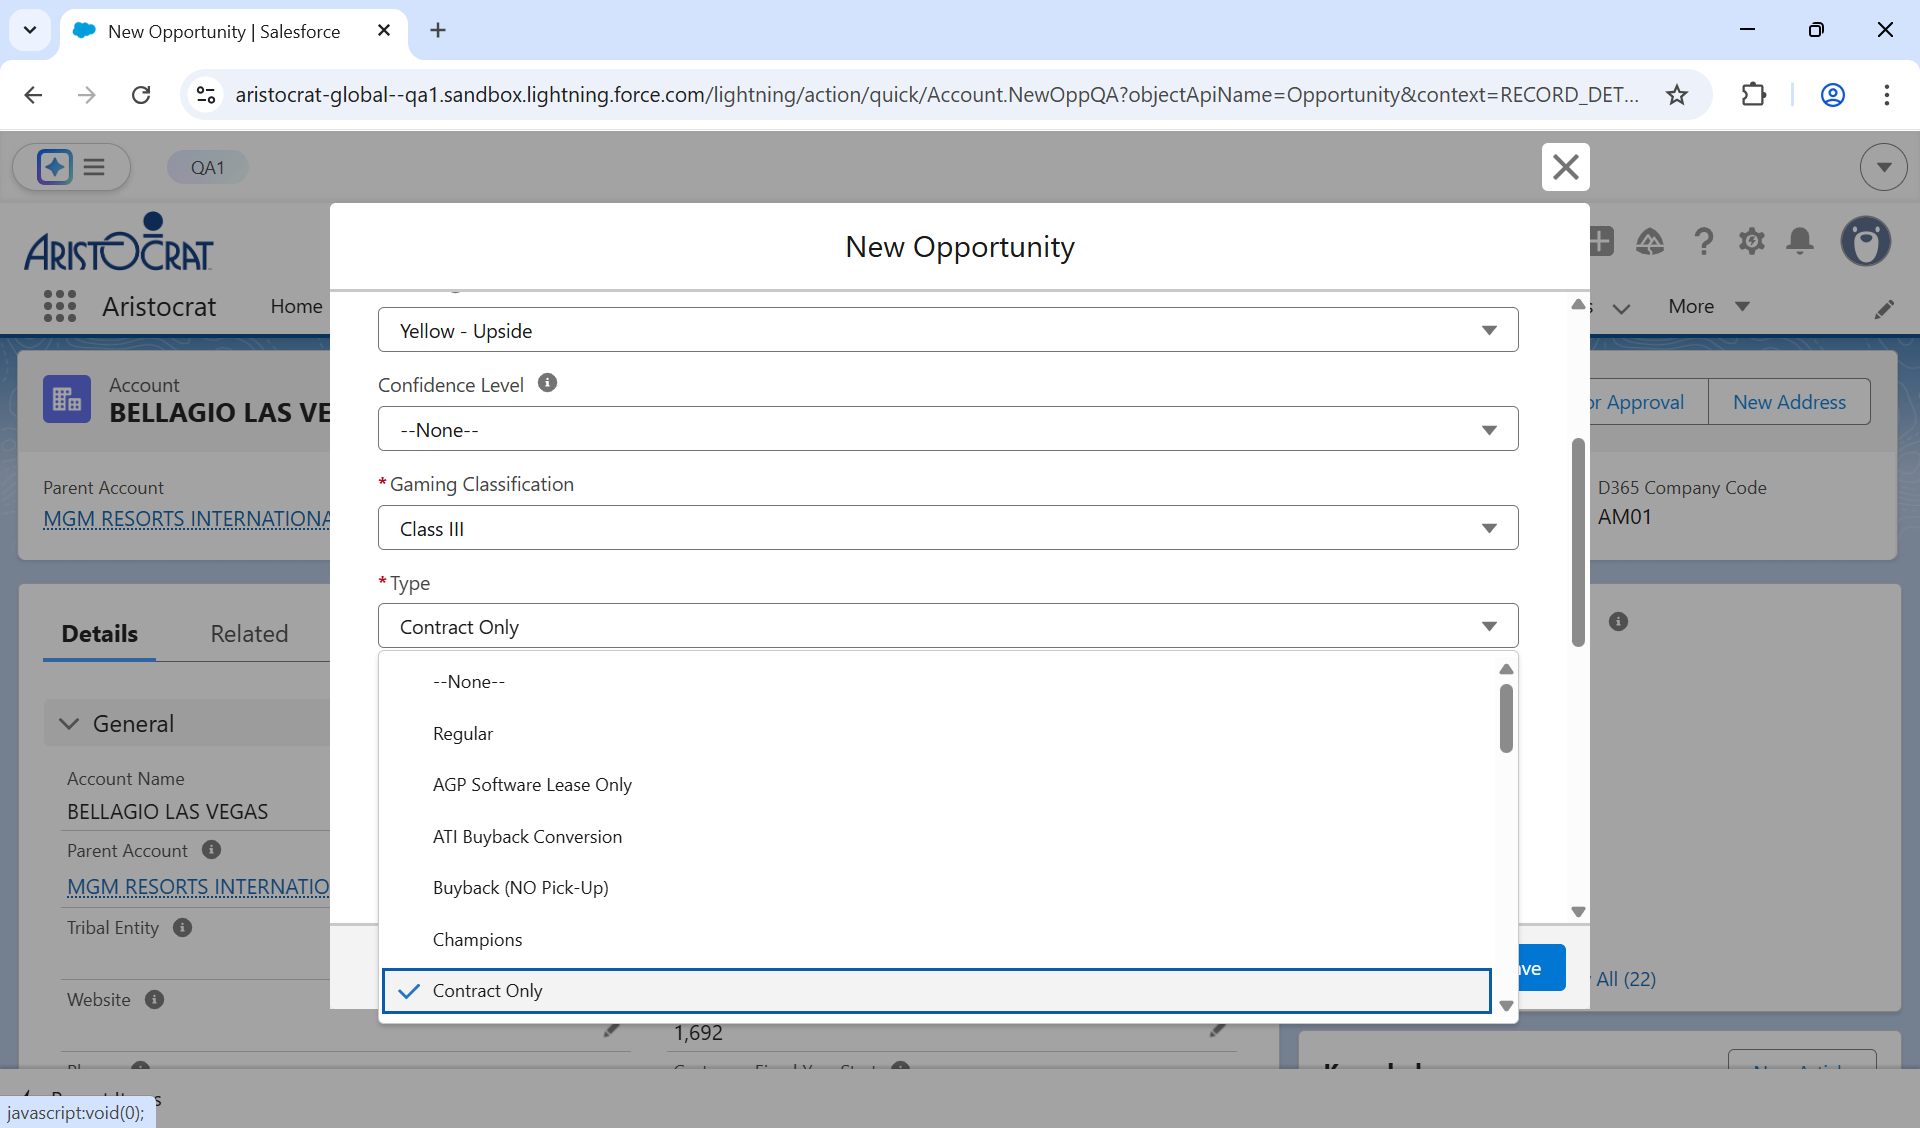 New Opportunity | Salesforce
aristocrat-global--qa1.sandbox.lightning.force.com/lightning/action/quick/Account.NewOppQA?objectApiName=Opportunity&context=RECORD_DET...
QA1
ARISTOCRAT
New Opportunity
Aristocrat
Home
More
Yellow - Upside
Account
BELLAGIO LAS VE
Confidence Level
--None--
Approval
New Address
Parent Account
MGM RESORTS INTERNATIONA
*Gaming Classification
Class III
D365 Company Code
AM01
*Type
Contract Only
Details
Related
--None--
Regular
AGP Software Lease Only
ATI Buyback Conversion
Buyback (NO Pick-Up)
Champions
Contract Only
General
Account Name
BELLAGIO LAS VEGAS
Parent Account
MGM RESORTS INTERNATIO
Tribal Entity
Website
All (22)
1,692
javascript:void(0);